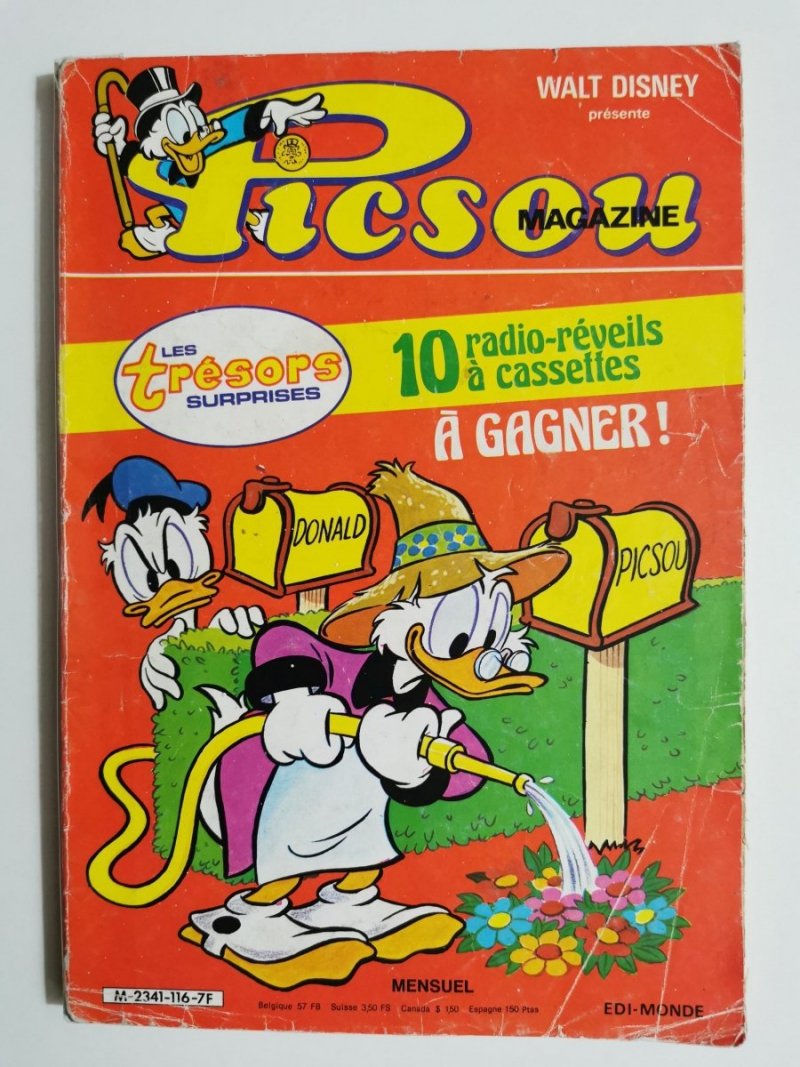 WALT DISNEY
présente
Picsou
MAGAZINE
LES
trésors
SURPRISES
10 radio-réveils
à cassettes
À GAGNER!
DONALD
PICSOU
MENSUEL
M-2341-116-7F
Belgique 57 FB Suisse 3,50 FS Canada $ 1,50 Espagne 150 Ptas
EDI-MONDE